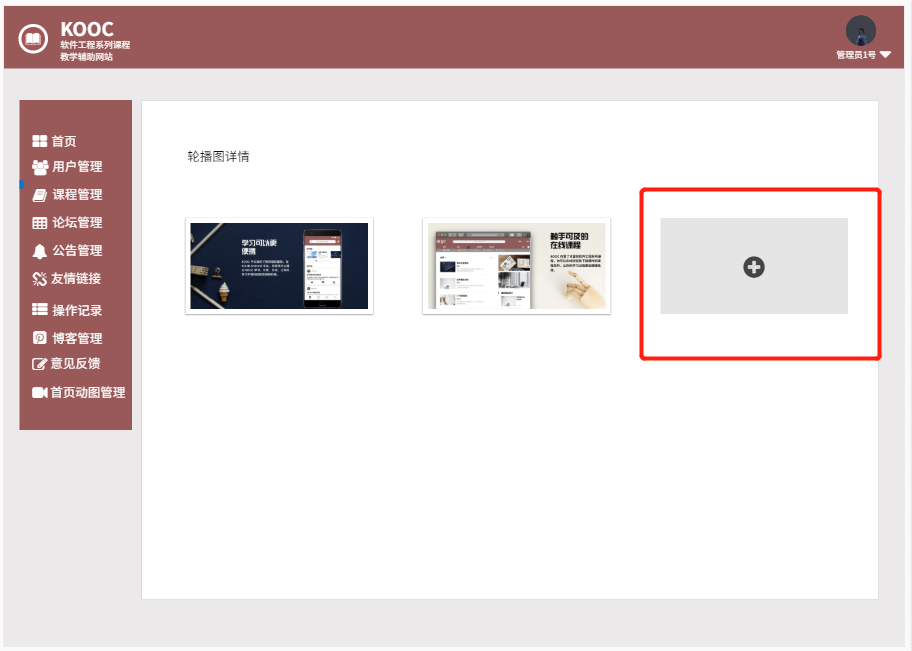 KOOC
软件工程系列课程
教学辅助网站
管理员1号
首页
用户管理
课程管理
论坛管理
公告管理
友情链接
操作记录
博客管理
意见反馈
首页动图管理
轮播图详情
学习可以更
便捷
触手可及的
在线课程